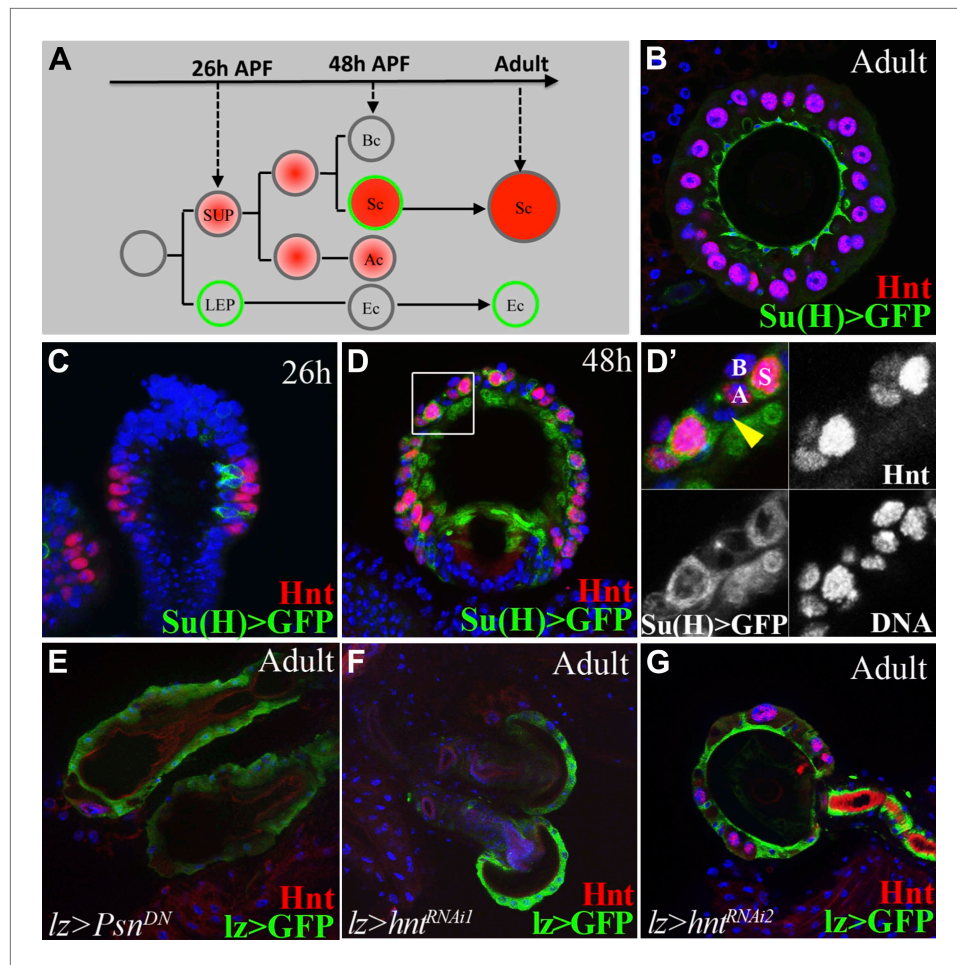 A
26h APF
48h APF
Adult
Bc
SUP
Sc
Sc
Ac
LEP
Ec
Ec
B
Adult
Hnt
Su(H)>GFP
C
26h
Hnt
Su(H)>GFP
D
48h
Hnt
Su(H)>GFP
D’
B
S
A
Hnt
Su(H)>GFP
DNA
E
Adult
Hnt
lz>Psn^DN
lz>GFP
F
Adult
Hnt
lz>hnt^RNAi1
lz>GFP
G
Adult
Hnt
lz>hnt^RNAi2
lz>GFP